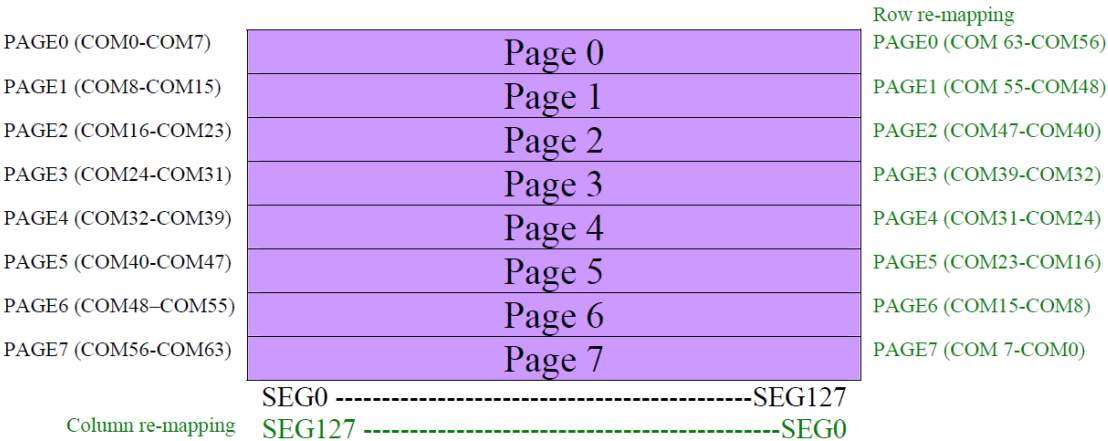 Row re-mapping
PAGE0 (COM0-COM7) Page 0 PAGE0 (COM 63-COM56)
PAGE1 (COM8-COM15) Page 1 PAGE1 (COM 55-COM48)
PAGE2 (COM16-COM23) Page 2 PAGE2 (COM47-COM40)
PAGE3 (COM24-COM31) Page 3 PAGE3 (COM39-COM32)
PAGE4 (COM32-COM39) Page 4 PAGE4 (COM31-COM24)
PAGE5 (COM40-COM47) Page 5 PAGE5 (COM23-COM16)
PAGE6 (COM48–COM55) Page 6 PAGE6 (COM15-COM8)
PAGE7 (COM56-COM63) Page 7 PAGE7 (COM 7-COM0)
SEG0 ---------------------------------------------SEG127
Column re-mapping SEG127 ---------------------------------------------SEG0